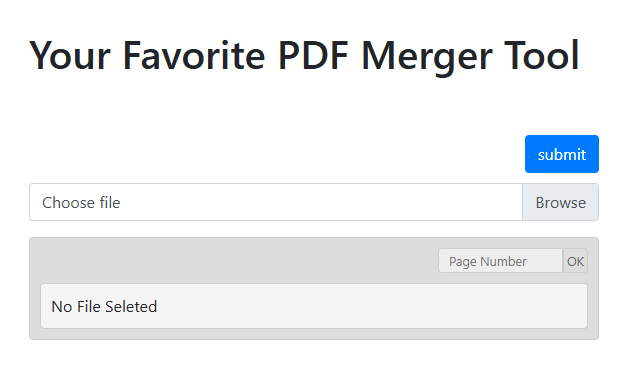 Your Favorite PDF Merger Tool
submit
Choose file Browse
Page Number OK
No File Seleted